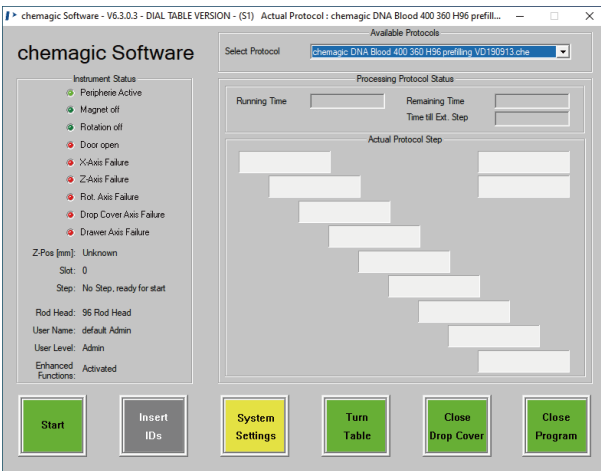 chemagic Software - V6.3.0.3 - DIAL TABLE VERSION - (S1) Actual Protocol : chemagic DNA Blood 400 360 H96 prefill...
chemagic Software
Available Protocols
Select Protocol
chemagic DNA Blood 400 360 H96 prefilling VD190913.che
Instrument Status
Peripherie Active
Magnet off
Rotation off
Door open
X-Axis Failure
Z-Axis Failure
Rot. Axis Failure
Drop Cover Axis Failure
Drawer Axis Failure
Z-Pos [mm]: Unknown
Slot: 0
Step: No Step, ready for start
Rod Head: 96 Rod Head
User Name: default Admin
User Level: Admin
Enhanced
Functions: Activated
Processing Protocol Status
Running Time
Remaining Time
Time till Ext. Step
Actual Protocol Step
Start
Insert
IDs
System
Settings
Turn
Table
Close
Drop Cover
Close
Program